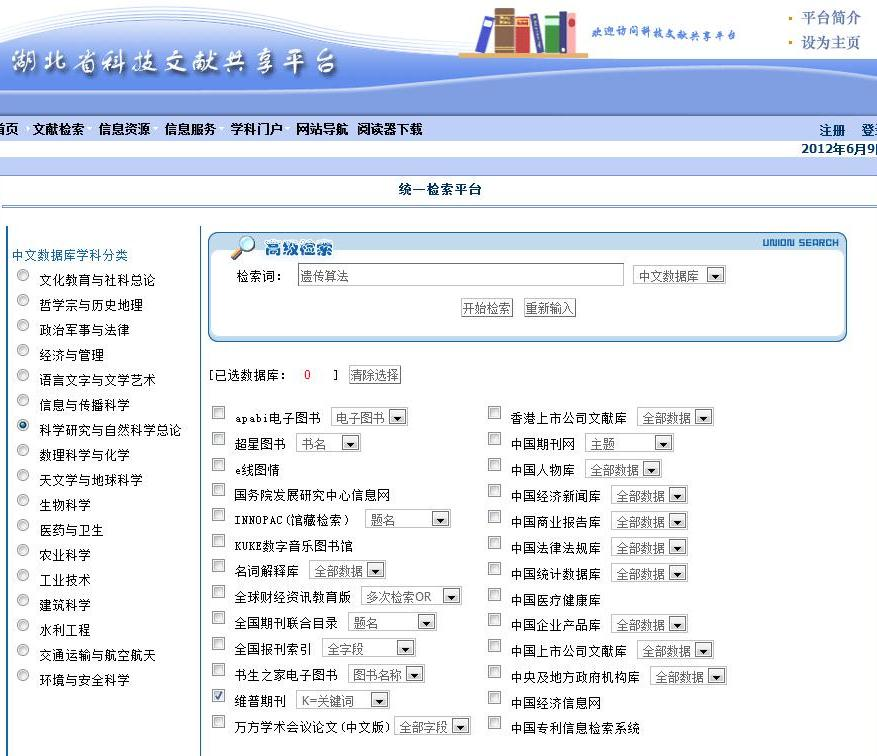 平台简介
欢迎访问科技文献共享平台
设为主页
湖北省科技文献共享平台
首页 文献检索 信息资源 信息服务 学科门户 网站导航 阅读器下载 注册
2012年6月9
统一检索平台
中文数据库学科分类
文化教育与社科总论
哲学宗与历史地理
政治军事与法律
经济与管理
语言文字与文学艺术
信息与传播科学
科学研究与自然科学总论
数理科学与化学
天文学与地球科学
生物科学
医药与卫生
农业科学
工业技术
建筑科学
水利工程
交通运输与航空航天
环境与安全科学
高级检索 UNION SEARCH
检索词: 遗传算法 中文数据库
开始检索 重新输入
[已选数据库: 0 ] 清除选择
apabi电子图书 电子图书
超星图书 书名
e线图情
国务院发展研究中心信息网
INNOPAC(馆藏检索) 题名
KUKE数字音乐图书馆
名词解释库 全部数据
全球财经资讯教育版 多次检索OR
全国期刊联合目录 题名
全国报刊索引 全字段
书生之家电子图书 图书名称
维普期刊 K=关键词
万方学术会议论文(中文版) 全部字段
香港上市公司文献库 全部数据
中国期刊网 主题
中国人物库 全部数据
中国经济新闻库 全部数据
中国商业报告库 全部数据
中国法律法规库 全部数据
中国统计数据库 全部数据
中国医疗健康库
中国企业产品库 全部数据
中国上市公司文献库 全部数据
中央及地方政府机构库 全部数据
中国经济信息网
中国专利信息检索系统